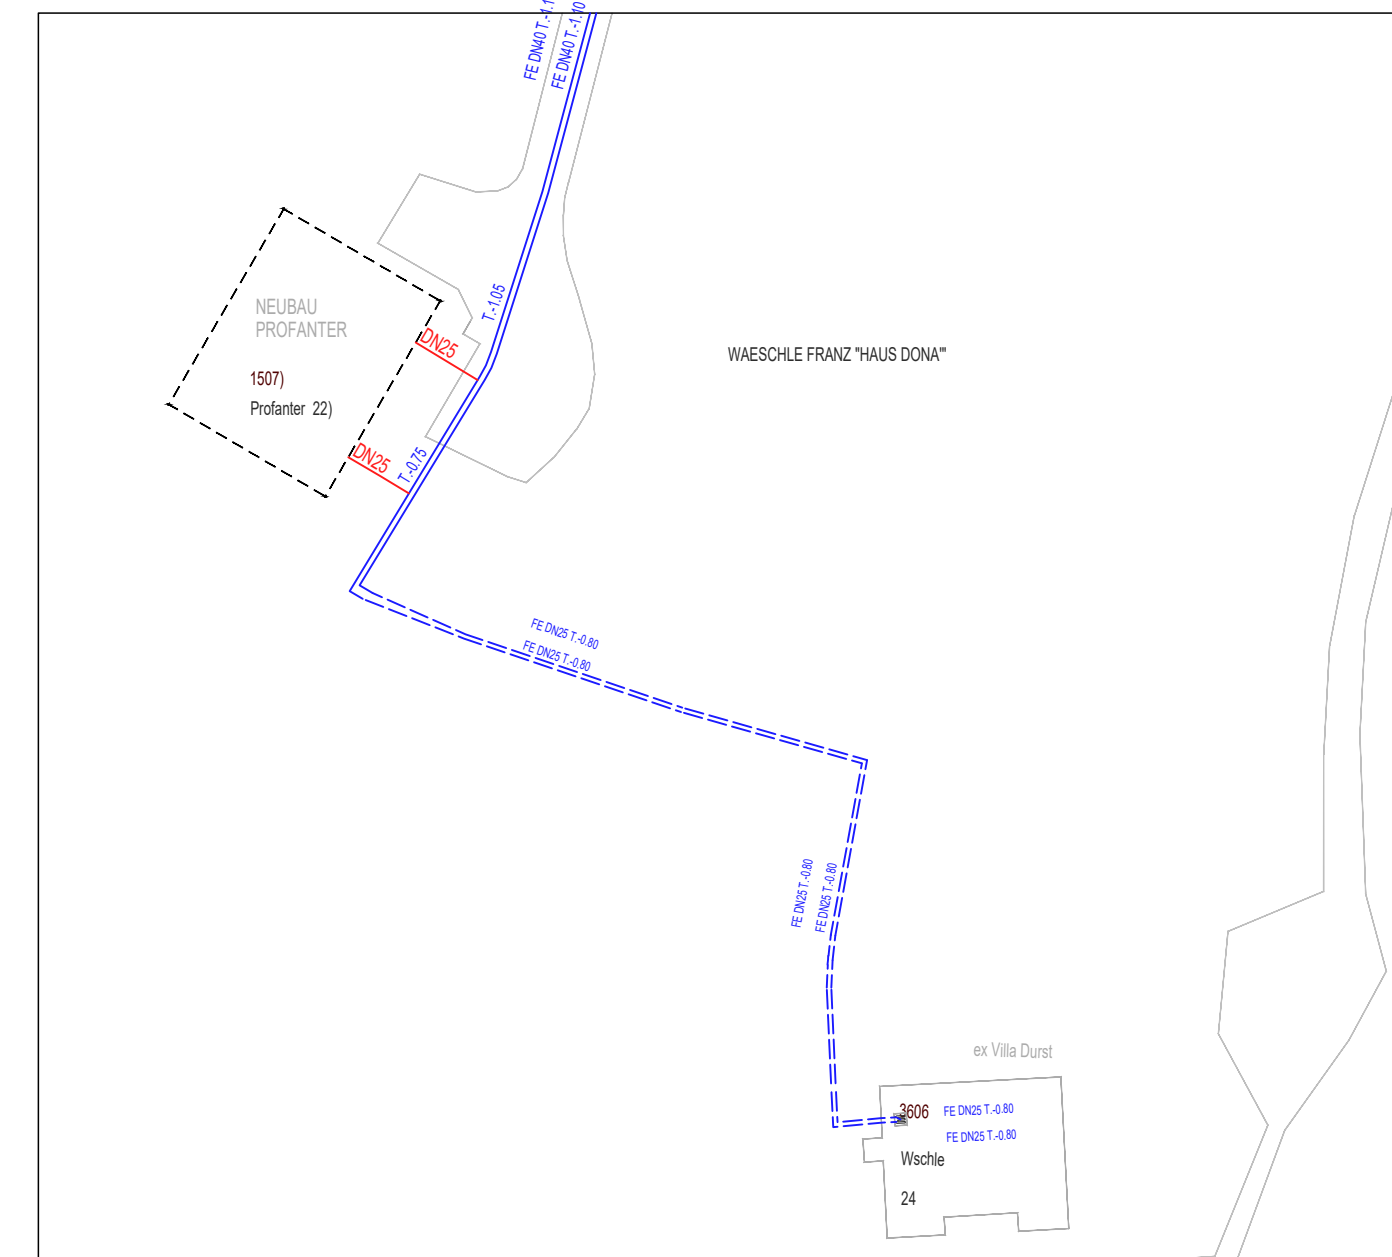 FE DN40 T.-1.1
FE DN40 T.-1.10
T.-1.05
NEUBAU
PROFANTER
DN25
1507)
Profanter 22)
WAESCHLE FRANZ "HAUS DONA'"
DN25
T.-0.75
FE DN25 T.-0.80
FE DN25 T.-0.80
FE DN25 T.-0.80
FE DN25 T.-0.80
ex Villa Durst
3606
FE DN25 T.-0.80
FE DN25 T.-0.80
Wschle
24